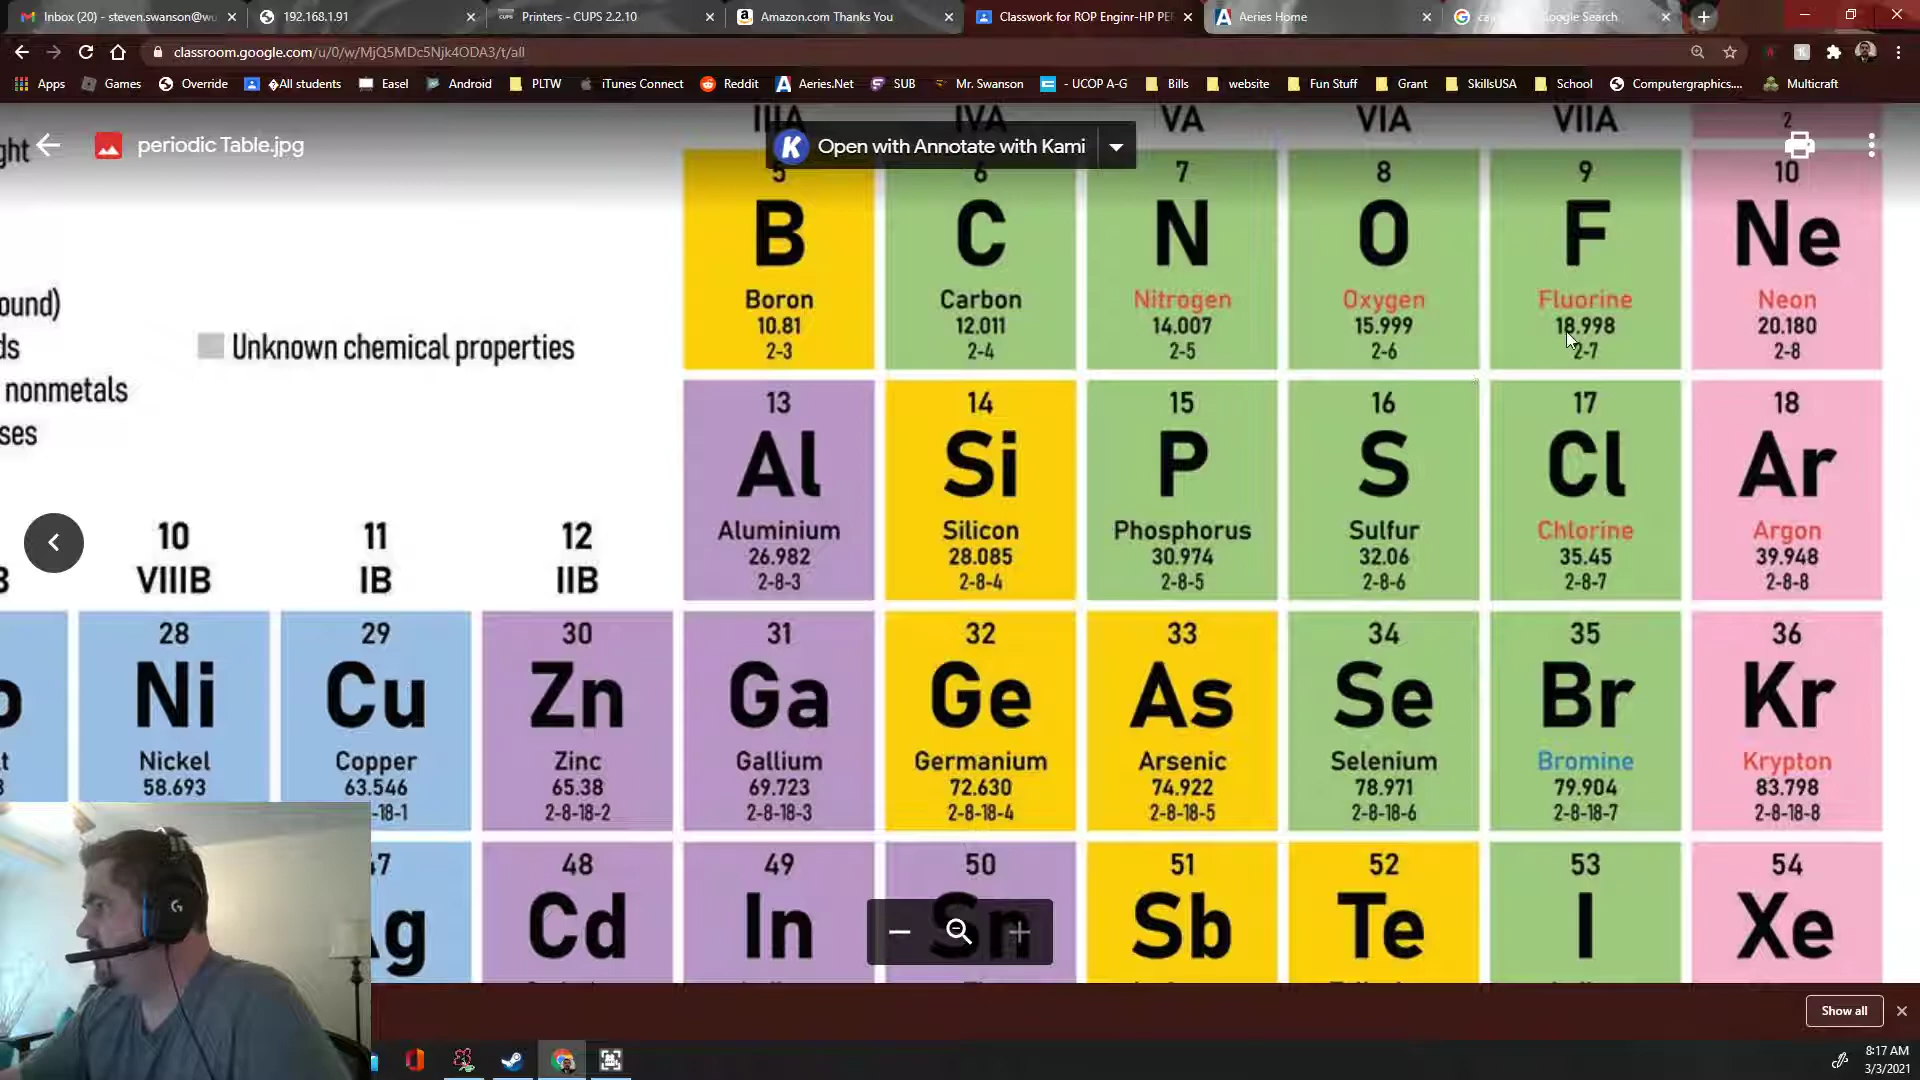 Inbox (20) - steven.swanson@wu
192.168.1.91
CUPS
Printers - CUPS 2.2.10
Amazon.com Thanks You
Classwork for ROP Enginr-HP PE
Aeries Home
Google Search
classroom.google.com/u/0/w/MjQ5MDc5Njk4ODA3/t/all
Apps Games Override �All students Easel Android PLTW iTunes Connect Reddit Aeries.Net SUB Mr. Swanson - UCOP A-G Bills website Fun Stuff Grant SkillsUSA School Computergraphics.... Multicraft
IIIA IVA VA VIA VIIA 2
ght
periodic Table.jpg
K Open with Annotate with Kami
5 6 7 8 9 10
B C N O F Ne
Boron Carbon Nitrogen Oxygen Fluorine Neon
10.81 12.011 14.007 15.999 18.998 20.180
2-3 2-4 2-5 2-6 2-7 2-8
ound)
ds
Unknown chemical properties
nonmetals
ses
13 14 15 16 17 18
Al Si P S Cl Ar
Aluminium Silicon Phosphorus Sulfur Chlorine Argon
26.982 28.085 30.974 32.06 35.45 39.948
2-8-3 2-8-4 2-8-5 2-8-6 2-8-7 2-8-8
10 11 12
VIIIB IB IIB
28 29 30 31 32 33 34 35 36
Ni Cu Zn Ga Ge As Se Br Kr
Nickel Copper Zinc Gallium Germanium Arsenic Selenium Bromine Krypton
58.693 63.546 65.38 69.723 72.630 74.922 78.971 79.904 83.798
-18-1 2-8-18-2 2-8-18-3 2-8-18-4 2-8-18-5 2-8-18-6 2-8-18-7 2-8-18-8
47 48 49 50 51 52 53 54
Ag Cd In Sn Sb Te I Xe
Show all
8:17 AM
3/3/2021